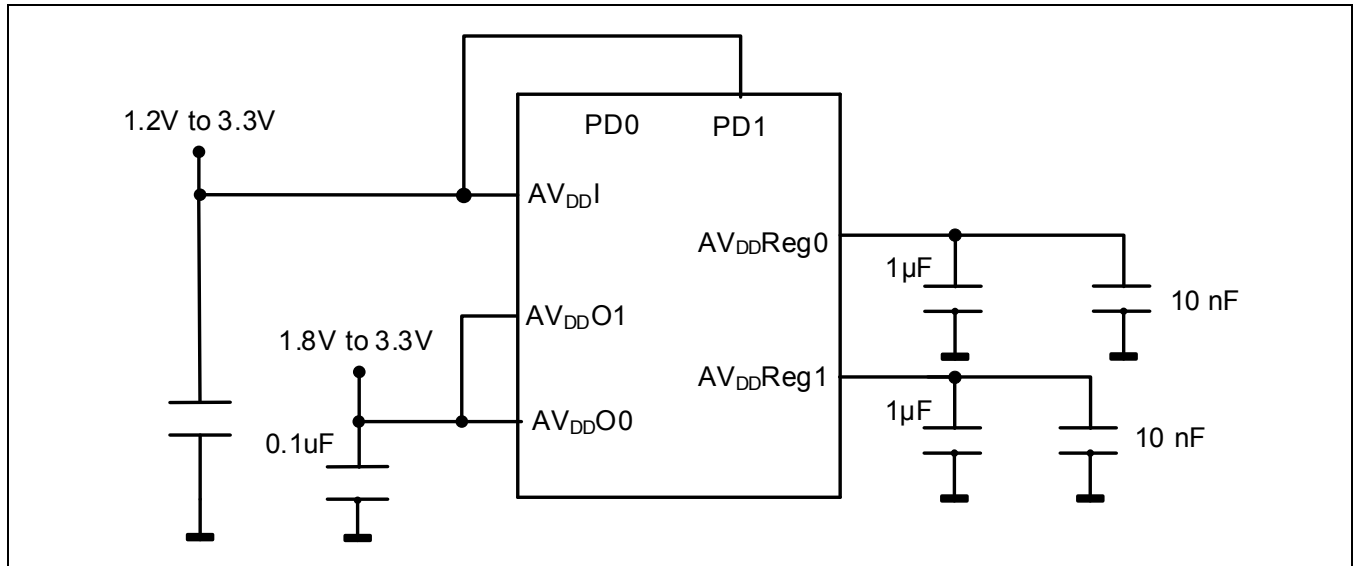 PD0 PD1
1.2V to 3.3V
AVDDI
AVDDReg0
1µF
10 nF
AVDDO1
1.8V to 3.3V
AVDDReg1
1µF
AVDDO0
10 nF
0.1uF